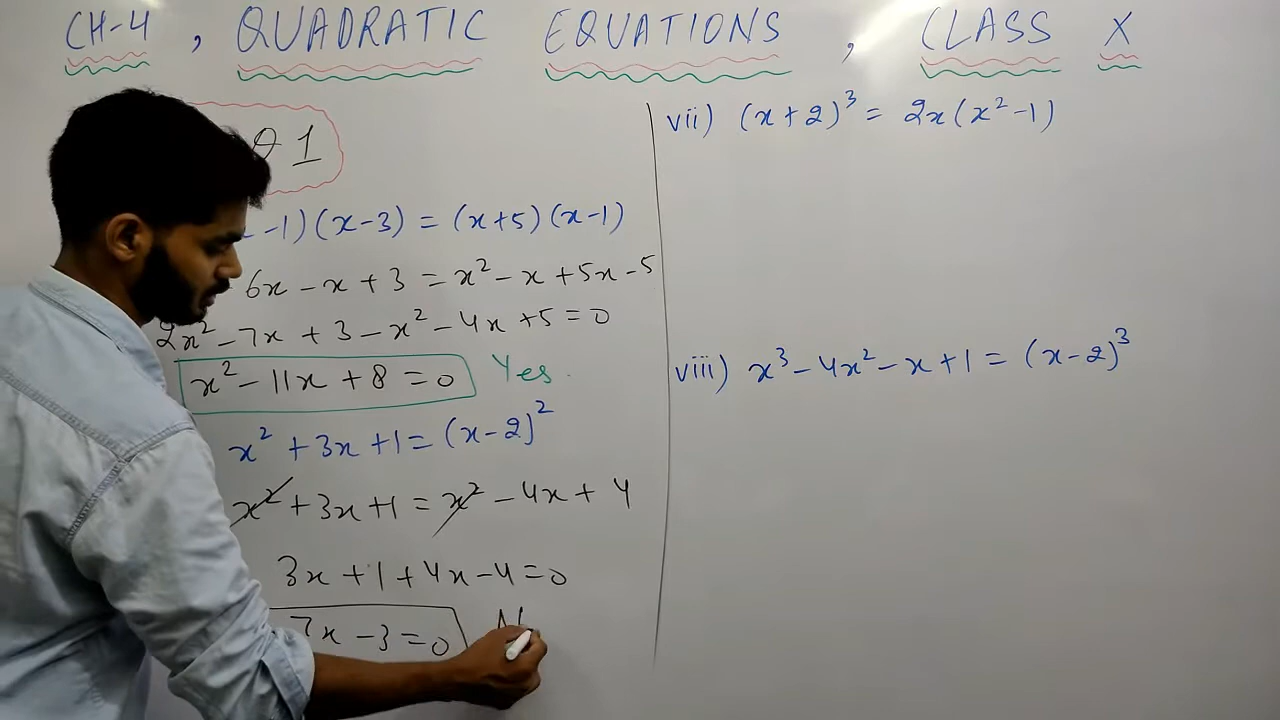 CH-4 , QUADRATIC EQUATIONS , CLASS X
Q 1
-1)(x-3) = (x+5)(x-1)
6x - x + 3 = x² - x + 5x - 5
2x² - 7x + 3 - x² - 4x + 5 = 0
x² - 11x + 8 = 0 Yes.
x² + 3x + 1 = (x-2)²
x² + 3x + 1 = x² - 4x + 4
3x + 1 + 4x - 4 = 0
7x - 3 = 0 N
vii) (x+2)³ = 2x(x²-1)
viii) x³ - 4x² - x + 1 = (x-2)³